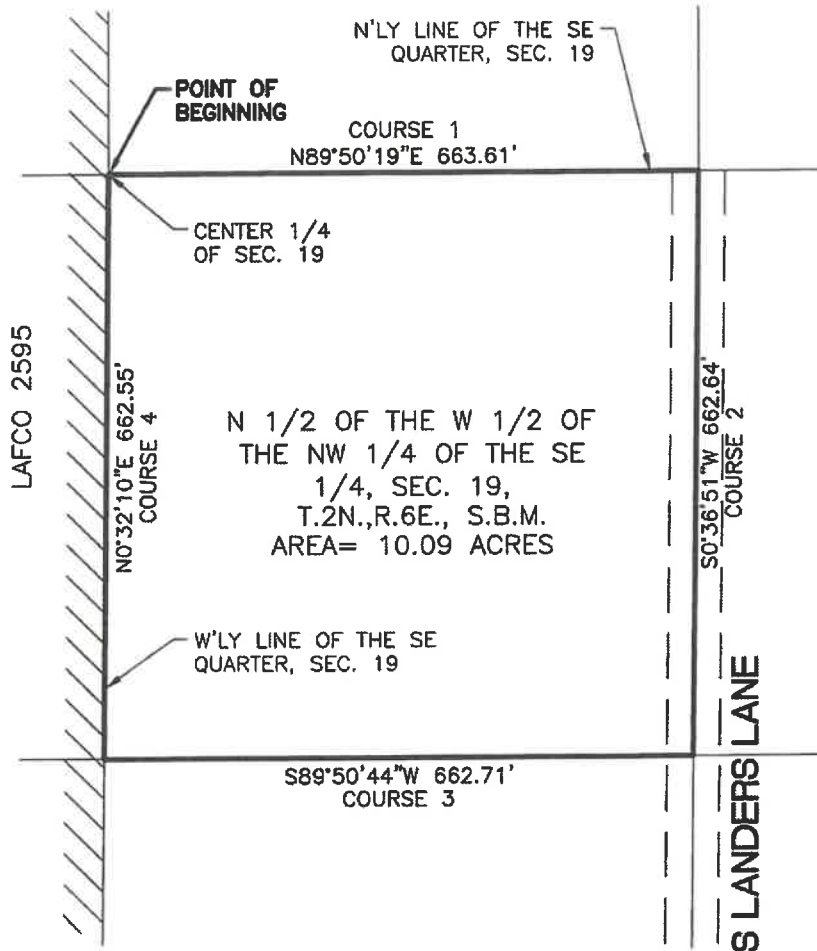 N'LY LINE OF THE SE
QUARTER, SEC. 19
POINT OF
BEGINNING
COURSE 1
N89°50'19"E 663.61'
CENTER 1/4
OF SEC. 19
LAFCO 2595
N0°32'10"E 662.55'
COURSE 4
N 1/2 OF THE W 1/2 OF
THE NW 1/4 OF THE SE
1/4, SEC. 19,
T.2N.,R.6E., S.B.M.
AREA= 10.09 ACRES
S0°36'51"W 662.64'
COURSE 2
W'LY LINE OF THE SE
QUARTER, SEC. 19
S89°50'44"W 662.71'
COURSE 3
S LANDERS LANE